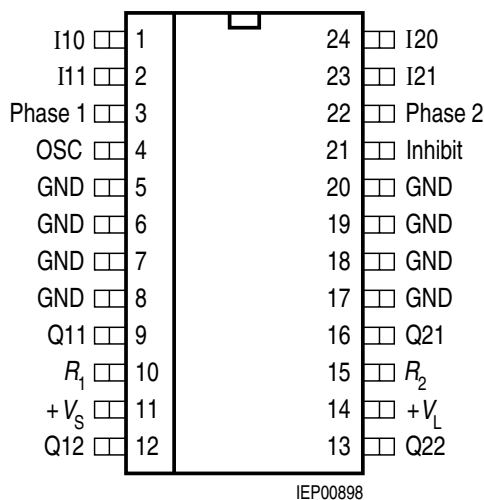 I10 1 24 I20
I11 2 23 I21
Phase 1 3 22 Phase 2
OSC 4 21 Inhibit
GND 5 20 GND
GND 6 19 GND
GND 7 18 GND
GND 8 17 GND
Q11 9 16 Q21
R1 10 15 R2
+VS 11 14 +VL
Q12 12 13 Q22
IEP00898